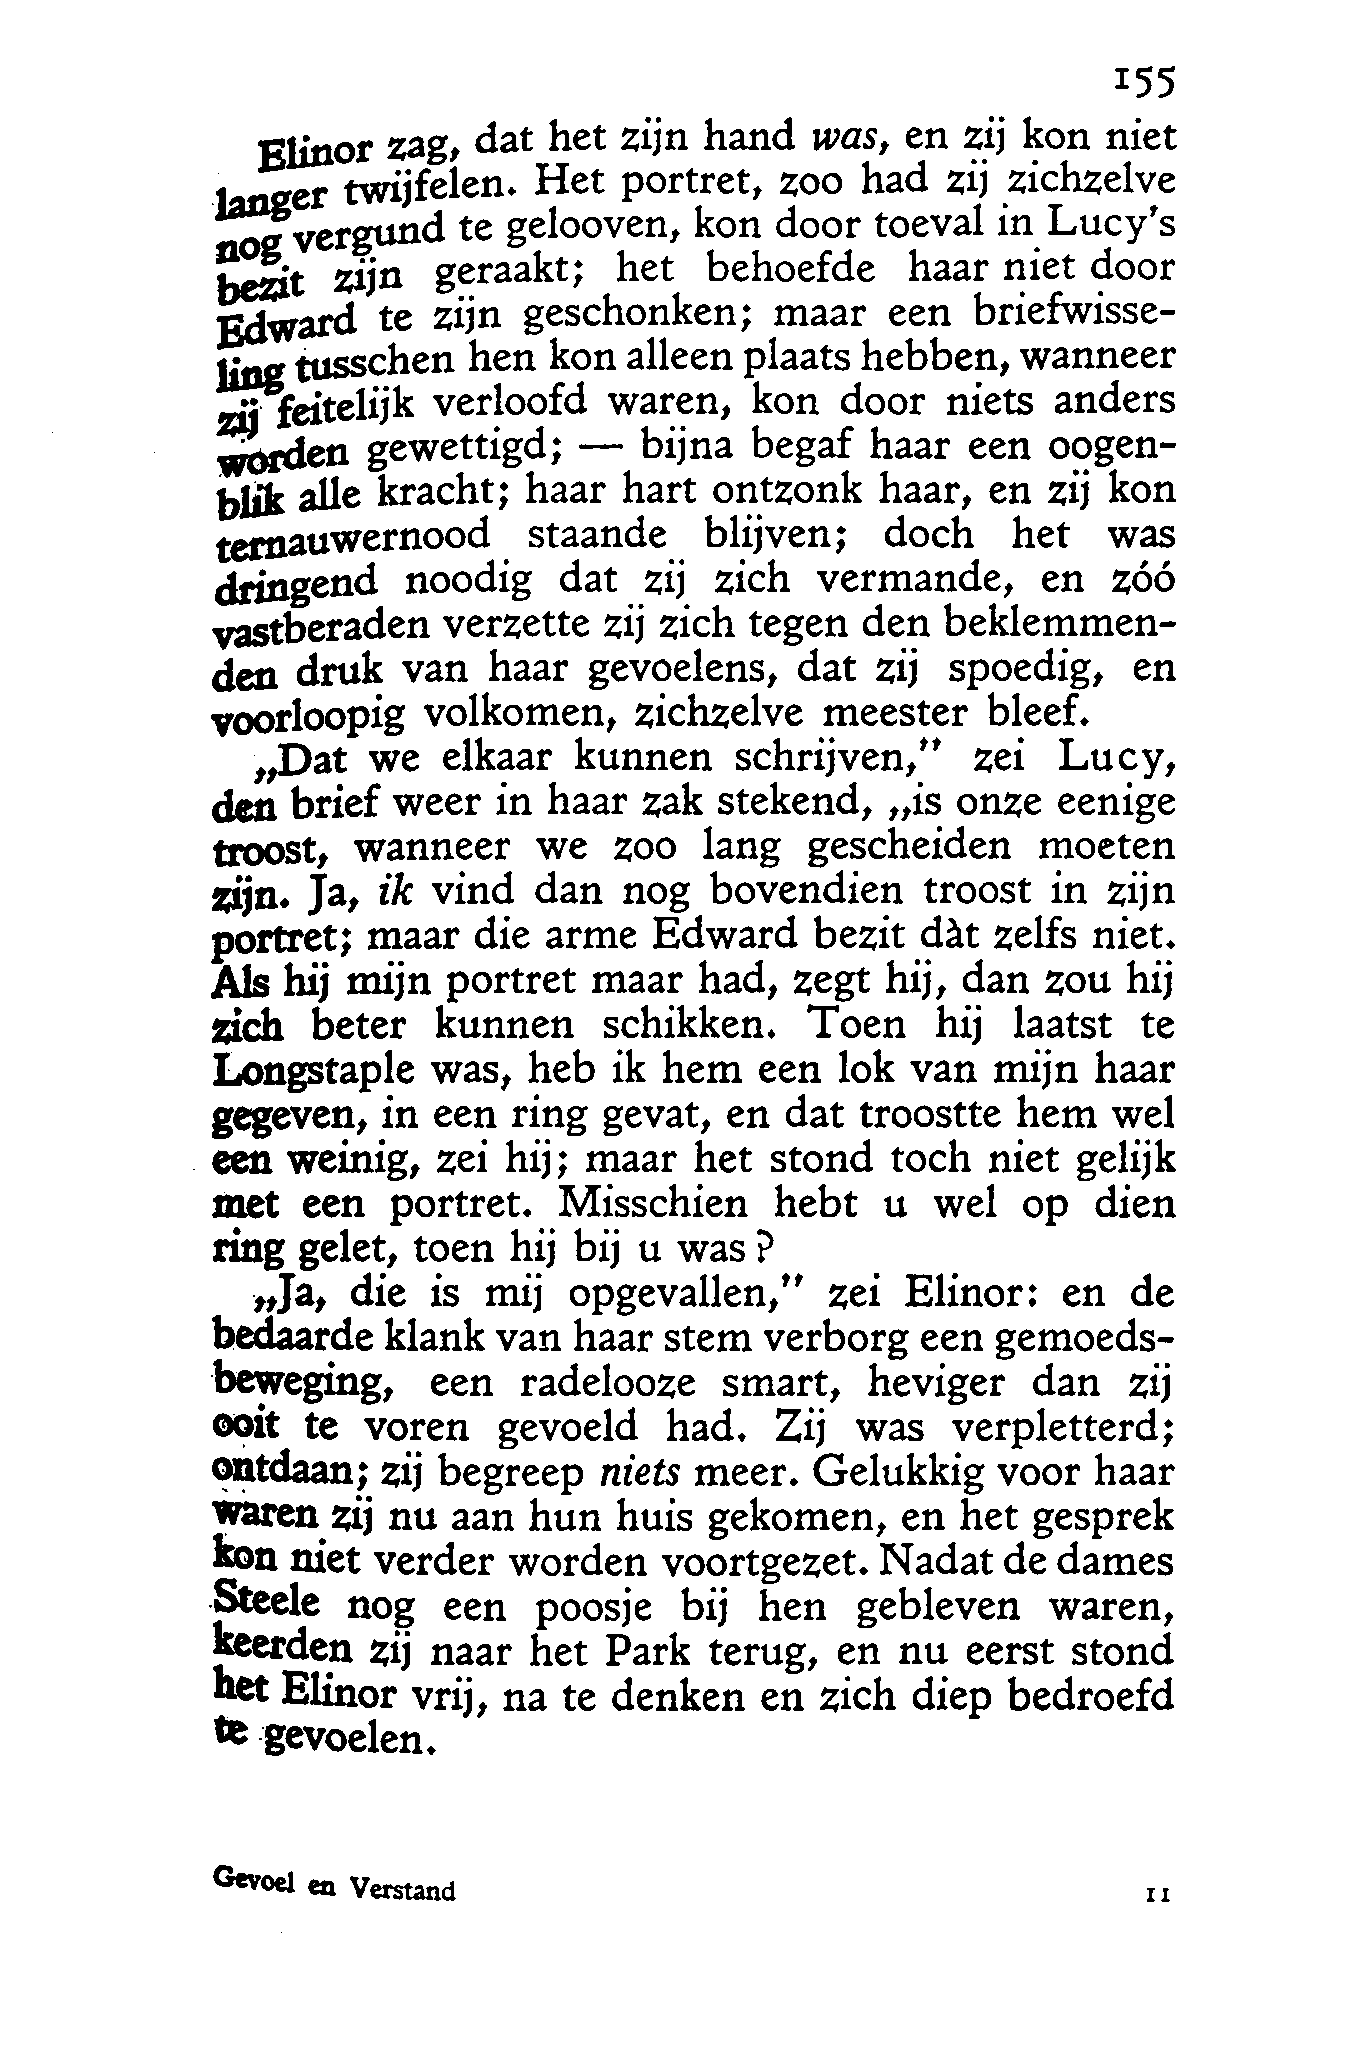 155
Elinor zag, dat het zijn hand was, en zij kon niet
langer twijfelen. Het portret, zoo had zij zichzelve
nog vergund te gelooven, kon door toeval in Lucy's
bezit zijn geraakt; het behoefde haar niet door
Edward te zijn geschonken; maar een briefwisse-
ling tusschen hen kon alleen plaats hebben, wanneer
zij feitelijk verloofd waren, kon door niets anders
worden gewettigd; — bijna begaf haar een oogen-
blik alle kracht; haar hart ontzonk haar, en zij kon
ternauwernood staande blijven; doch het was
dringend noodig dat zij zich vermande, en zóó
vastberaden verzette zij zich tegen den beklemmen-
den druk van haar gevoelens, dat zij spoedig, en
voorloopig volkomen, zichzelve meester bleef.
„Dat we elkaar kunnen schrijven,” zei Lucy,
den brief weer in haar zak stekend, „is onze eenige
troost, wanneer we zoo lang gescheiden moeten
zijn. Ja, ik vind dan nog bovendien troost in zijn
portret; maar die arme Edward bezit dàt zelfs niet.
Als hij mijn portret maar had, zegt hij, dan zou hij
zich beter kunnen schikken. Toen hij laatst te
Longstaple was, heb ik hem een lok van mijn haar
gegeven, in een ring gevat, en dat troostte hem wel
een weinig, zei hij; maar het stond toch niet gelijk
met een portret. Misschien hebt u wel op dien
ring gelet, toen hij bij u was?
„Ja, die is mij opgevallen,” zei Elinor: en de
bedaarde klank van haar stem verborg een gemoeds-
beweging, een radelooze smart, heviger dan zij
ooit te voren gevoeld had. Zij was verpletterd;
ontdaan; zij begreep niets meer. Gelukkig voor haar
waren zij nu aan hun huis gekomen, en het gesprek
kon niet verder worden voortgezet. Nadat de dames
Steele nog een poosje bij hen gebleven waren,
keerden zij naar het Park terug, en nu eerst stond
het Elinor vrij, na te denken en zich diep bedroefd
te gevoelen.
Gevoel en Verstand 11